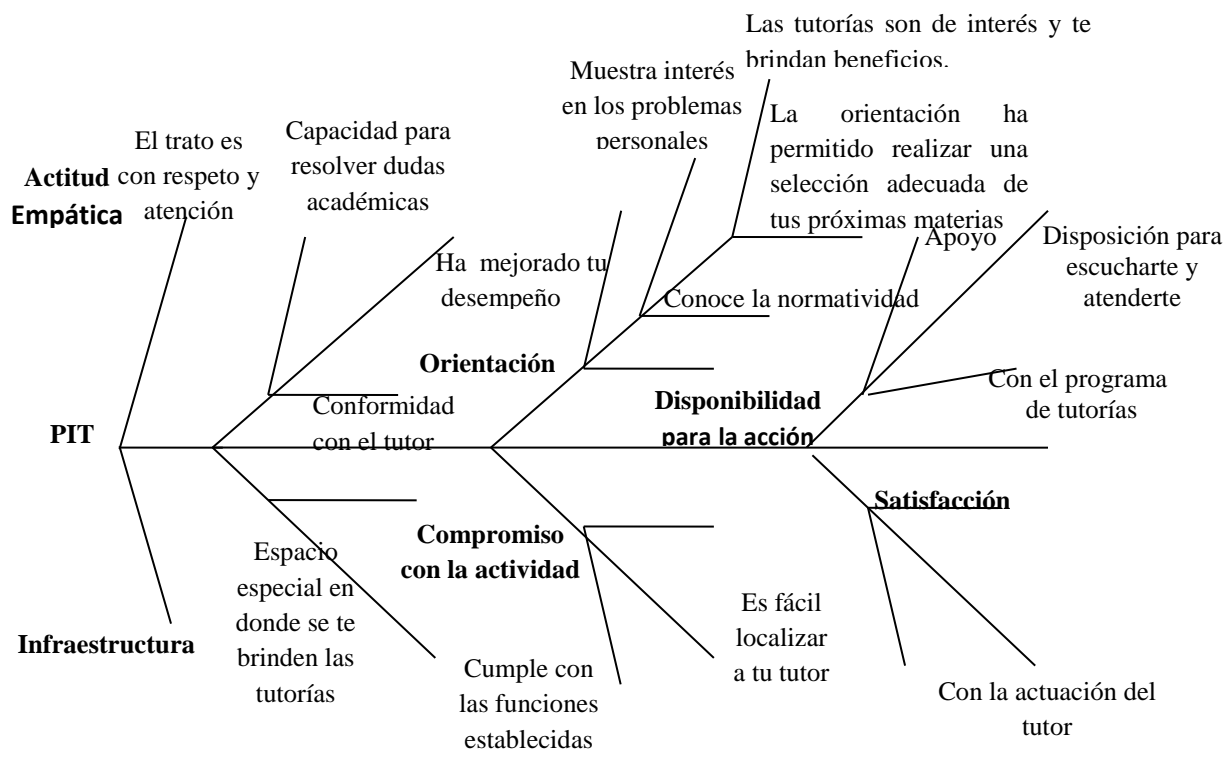 Las tutorías son de interés y te
brindan beneficios.
Muestra interés
en los problemas
personales
La orientación ha
permitido realizar una
selección adecuada de
tus próximas materias
Capacidad para
resolver dudas
académicas
El trato es
con respeto y
atención
Actitud
Empática
Apoyo
Disposición para
escucharte y
atenderte
Ha mejorado tu
desempeño
Conoce la normatividad
Orientación
Disponibilidad
para la acción
Con el programa
de tutorías
Conformidad
con el tutor
PIT
Satisfacción
Compromiso
con la actividad
Espacio
especial en
donde se te
brinden las
tutorías
Infraestructura
Es fácil
localizar
a tu tutor
Cumple con
las funciones
establecidas
Con la actuación del
tutor